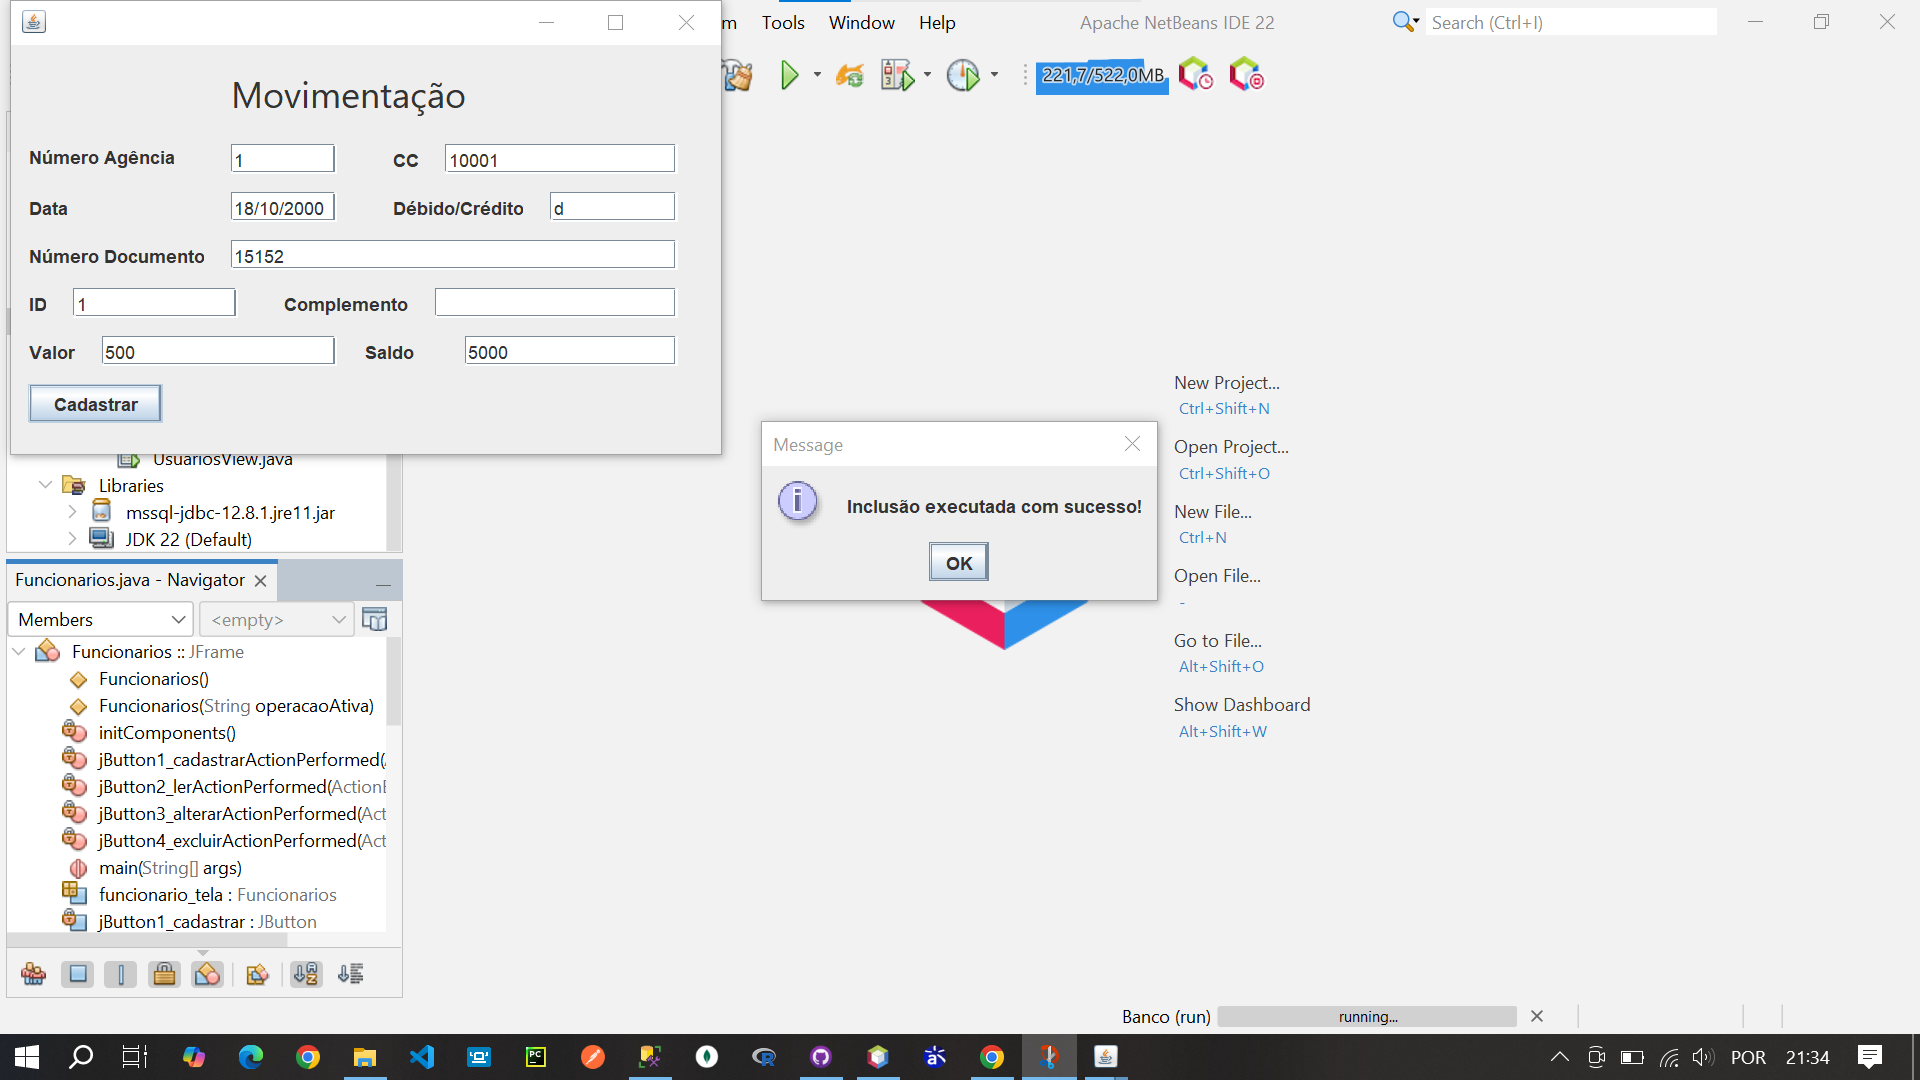 m Tools Window Help Apache NetBeans IDE 22 Search (Ctrl+I)
221,7/522,0MB
Movimentação
Número Agência 1 CC 10001
Data 18/10/2000 Débido/Crédito d
Número Documento 15152
ID 1 Complemento
Valor 500 Saldo 5000
Cadastrar
UsuariosView.java
Libraries
mssql-jdbc-12.8.1.jre11.jar
JDK 22 (Default)
Message
Inclusão executada com sucesso!
OK
New Project...
Ctrl+Shift+N
Open Project...
Ctrl+Shift+O
New File...
Ctrl+N
Open File...
-
Go to File...
Alt+Shift+O
Show Dashboard
Alt+Shift+W
Funcionarios.java - Navigator
Members <empty>
Funcionarios :: JFrame
Funcionarios()
Funcionarios(String operacaoAtiva)
initComponents()
jButton1_cadastrarActionPerformed(
jButton2_lerActionPerformed(ActionE
jButton3_alterarActionPerformed(Act
jButton4_excluirActionPerformed(Act
main(String[] args)
funcionario_tela : Funcionarios
jButton1_cadastrar : JButton
Banco (run) running...
POR 21:34